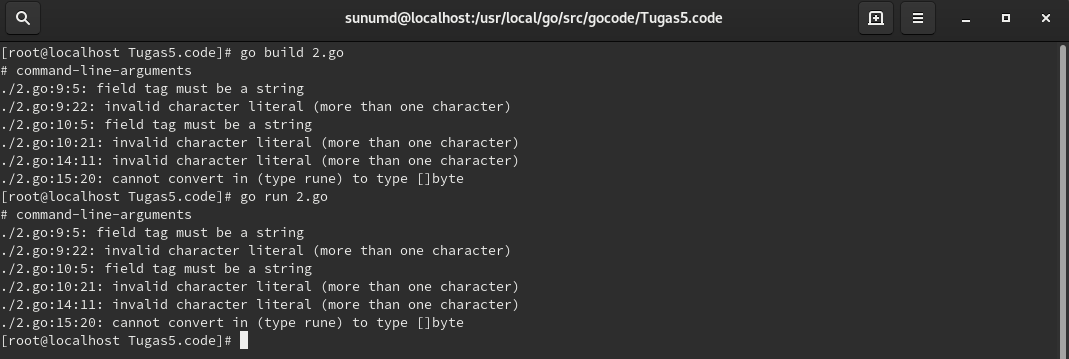 sunumd@localhost:/usr/local/go/src/gocode/Tugas5.code
[root@localhost Tugas5.code]# go build 2.go
# command-line-arguments
./2.go:9:5: field tag must be a string
./2.go:9:22: invalid character literal (more than one character)
./2.go:10:5: field tag must be a string
./2.go:10:21: invalid character literal (more than one character)
./2.go:14:11: invalid character literal (more than one character)
./2.go:15:20: cannot convert in (type rune) to type []byte
[root@localhost Tugas5.code]# go run 2.go
# command-line-arguments
./2.go:9:5: field tag must be a string
./2.go:9:22: invalid character literal (more than one character)
./2.go:10:5: field tag must be a string
./2.go:10:21: invalid character literal (more than one character)
./2.go:14:11: invalid character literal (more than one character)
./2.go:15:20: cannot convert in (type rune) to type []byte
[root@localhost Tugas5.code]#